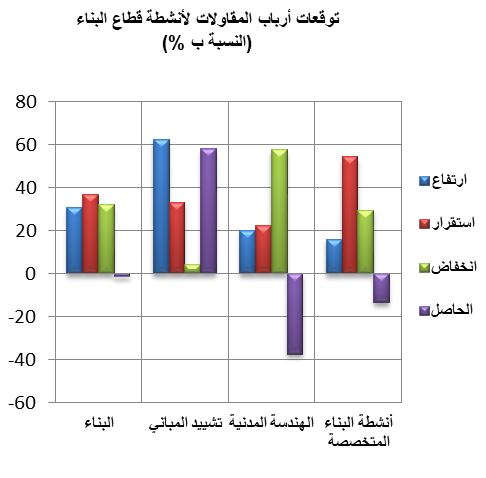 توقعات أرباب المقاولات لأنشطة قطاع البناء
(النسبة ب %)
80
60
40
20
0
-20
-40
-60
ارتفاع
استقرار
انخفاض
الحاصل
البناء
تشييد المباني
الهندسة المدنية
أنشطة البناء
المتخصصة